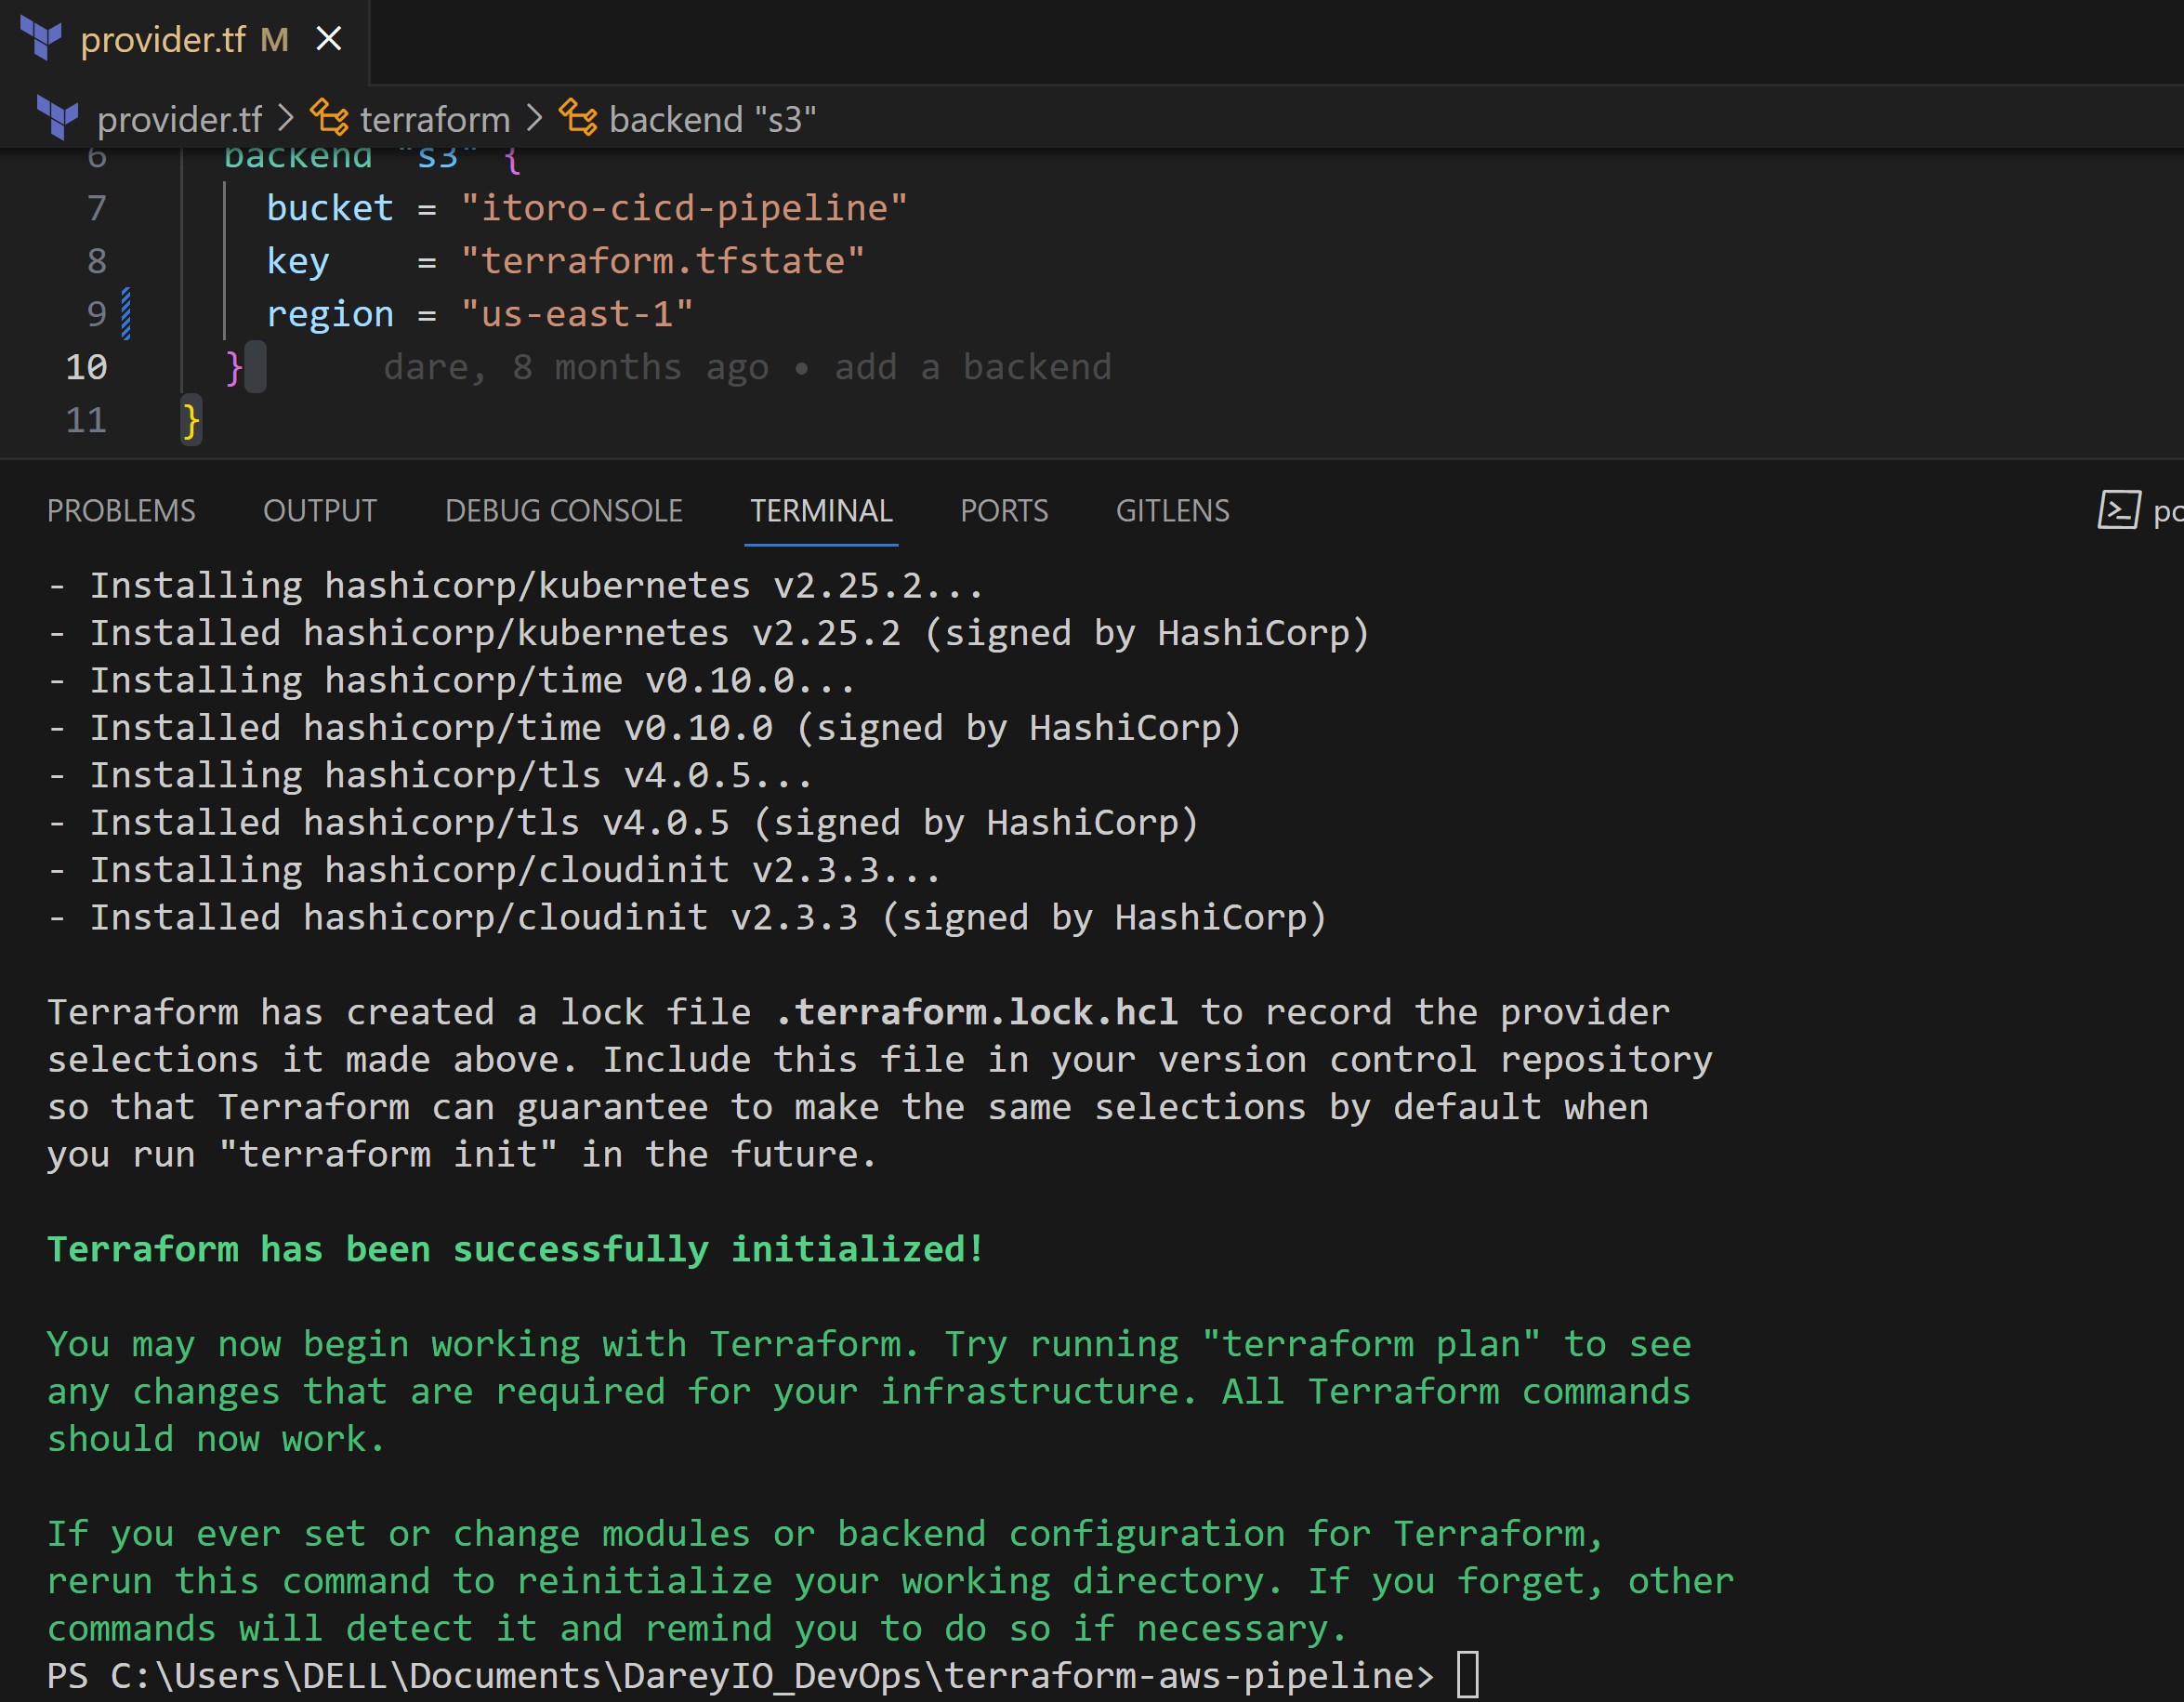 provider.tf M
provider.tf > terraform > backend "s3"
6 backend "s3" {
7 bucket = "itoro-cicd-pipeline"
8 key    = "terraform.tfstate"
9 region = "us-east-1"
10 } dare, 8 months ago • add a backend
11 }
PROBLEMS OUTPUT DEBUG CONSOLE TERMINAL PORTS GITLENS po
- Installing hashicorp/kubernetes v2.25.2...
- Installed hashicorp/kubernetes v2.25.2 (signed by HashiCorp)
- Installing hashicorp/time v0.10.0...
- Installed hashicorp/time v0.10.0 (signed by HashiCorp)
- Installing hashicorp/tls v4.0.5...
- Installed hashicorp/tls v4.0.5 (signed by HashiCorp)
- Installing hashicorp/cloudinit v2.3.3...
- Installed hashicorp/cloudinit v2.3.3 (signed by HashiCorp)
Terraform has created a lock file .terraform.lock.hcl to record the provider
selections it made above. Include this file in your version control repository
so that Terraform can guarantee to make the same selections by default when
you run "terraform init" in the future.
Terraform has been successfully initialized!
You may now begin working with Terraform. Try running "terraform plan" to see
any changes that are required for your infrastructure. All Terraform commands
should now work.
If you ever set or change modules or backend configuration for Terraform,
rerun this command to reinitialize your working directory. If you forget, other
commands will detect it and remind you to do so if necessary.
PS C:\Users\DELL\Documents\DareyIO_DevOps\terraform-aws-pipeline>